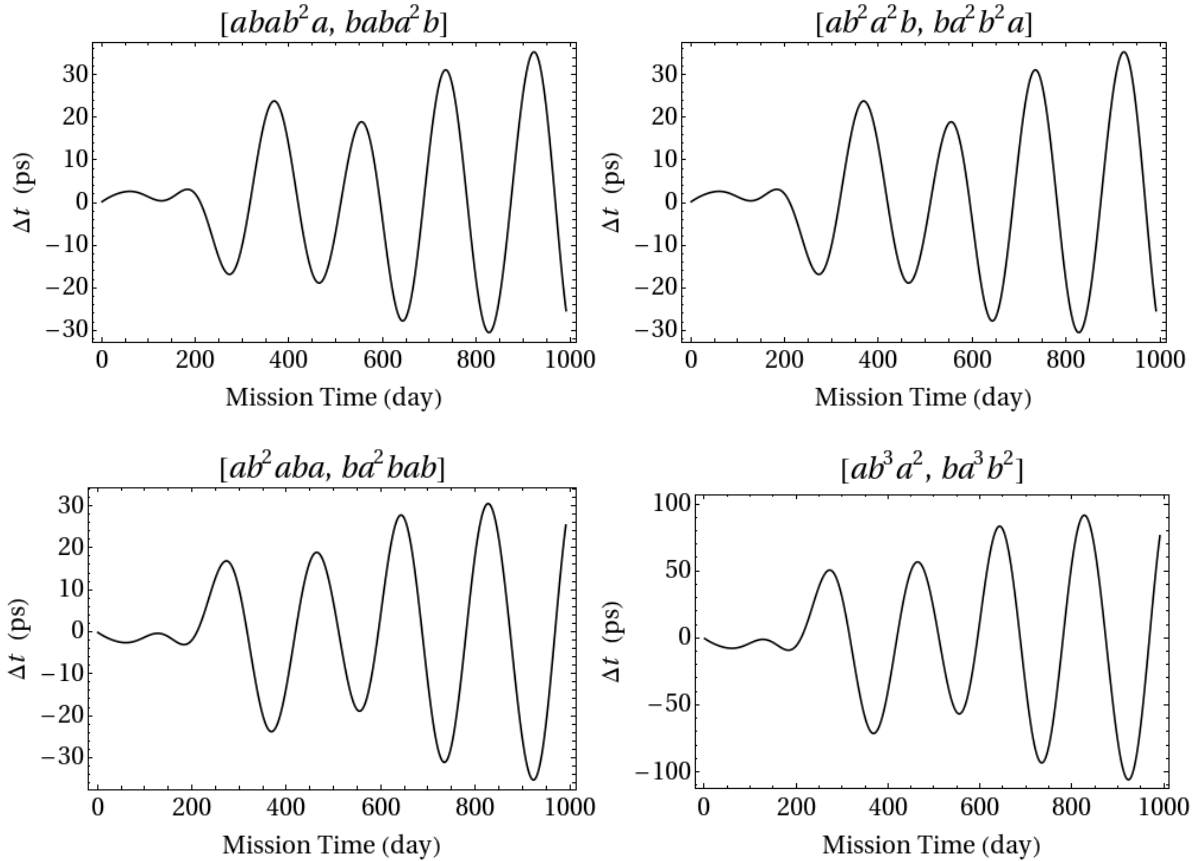 [abab²a, baba²b]
30
20
10
0
−10
−20
−30
Δt (ps)
0 200 400 600 800 1000
Mission Time (day)
[ab²a²b, ba²b²a]
30
20
10
0
−10
−20
−30
Δt (ps)
0 200 400 600 800 1000
Mission Time (day)
[ab²aba, ba²bab]
30
20
10
0
−10
−20
−30
Δt (ps)
0 200 400 600 800 1000
Mission Time (day)
[ab³a², ba³b²]
100
50
0
−50
−100
Δt (ps)
0 200 400 600 800 1000
Mission Time (day)